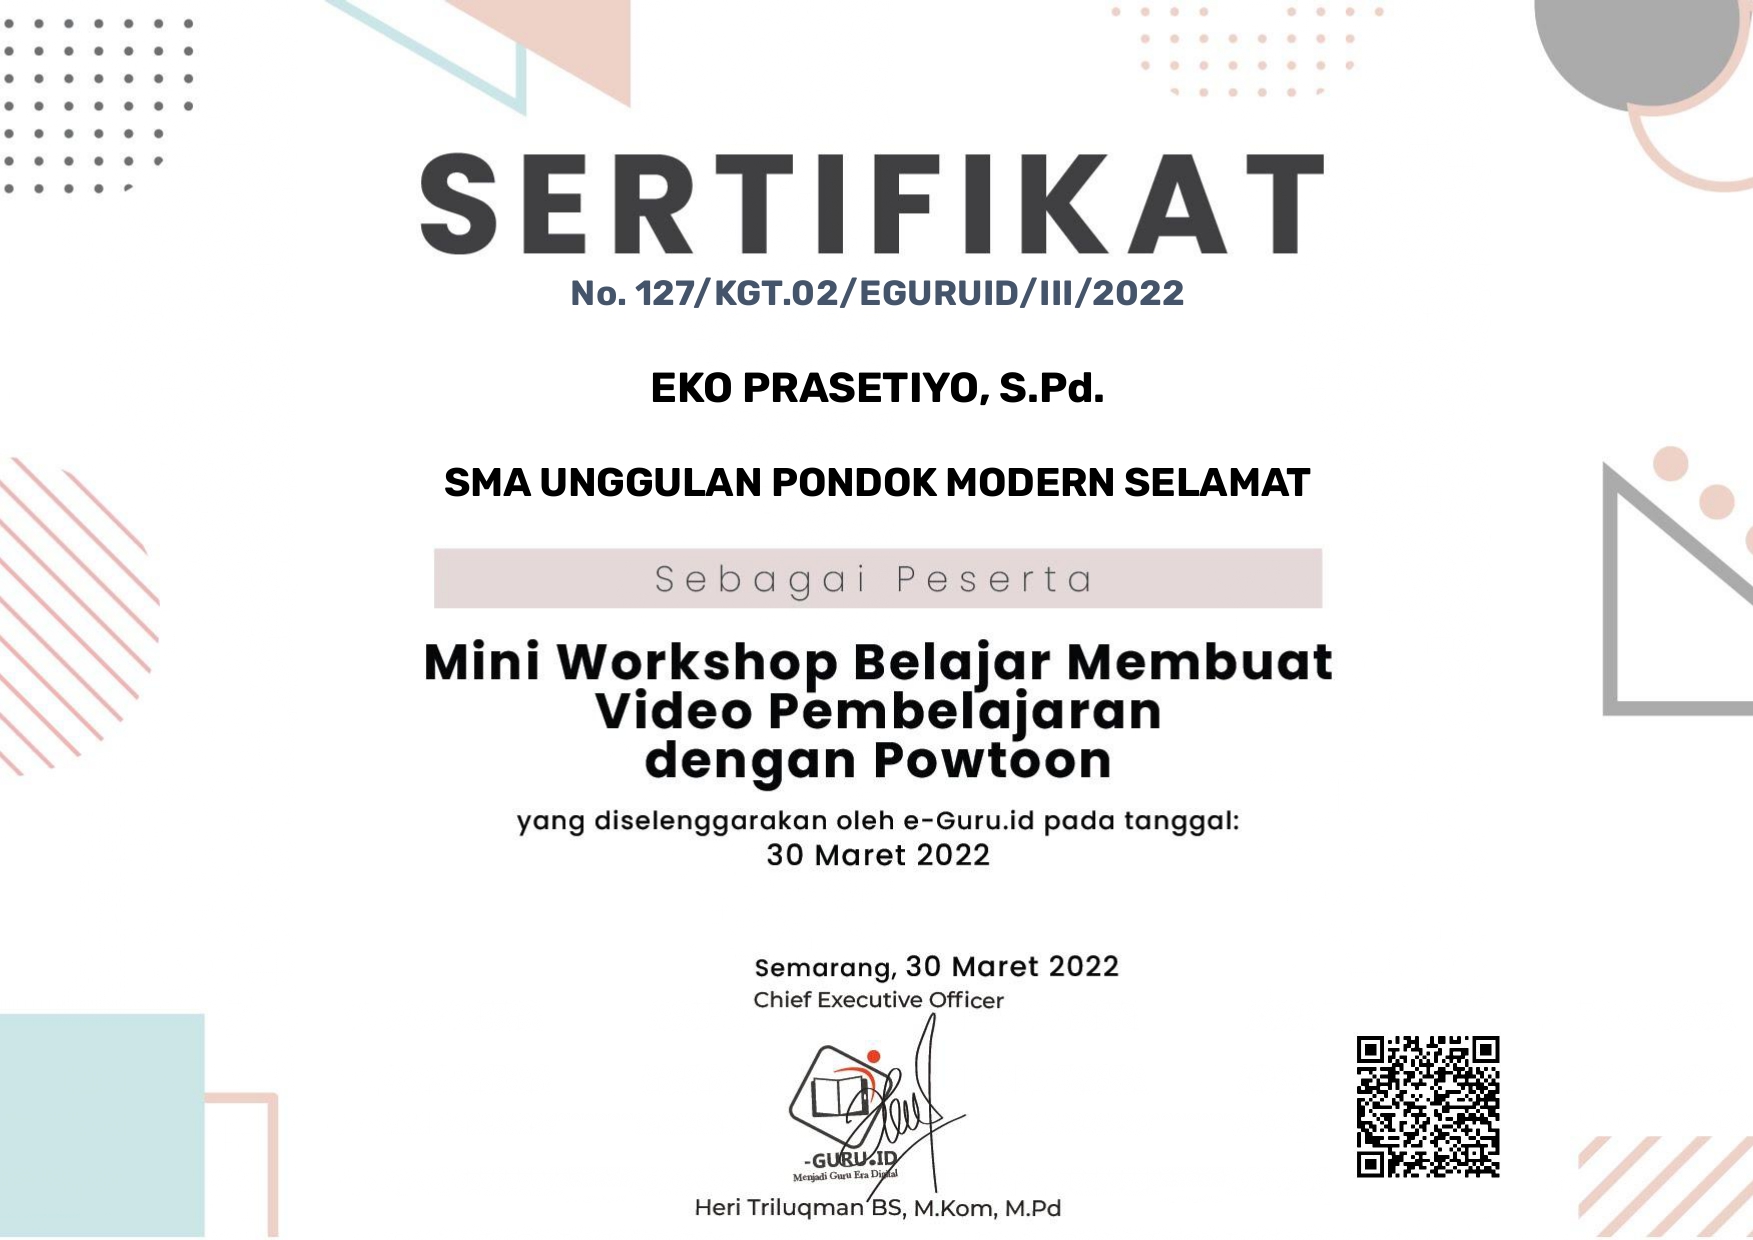 SERTIFIKAT
No. 127/KGT.02/EGURUID/III/2022
EKO PRASETIYO, S.Pd.
SMA UNGGULAN PONDOK MODERN SELAMAT
Sebagai Peserta
Mini Workshop Belajar Membuat
Video Pembelajaran
dengan Powtoon
yang diselenggarakan oleh e-Guru.id pada tanggal:
30 Maret 2022
Semarang, 30 Maret 2022
Chief Executive Officer
-GURU.ID
Menjadi Guru Era Digital
Heri Triluqman BS, M.Kom, M.Pd